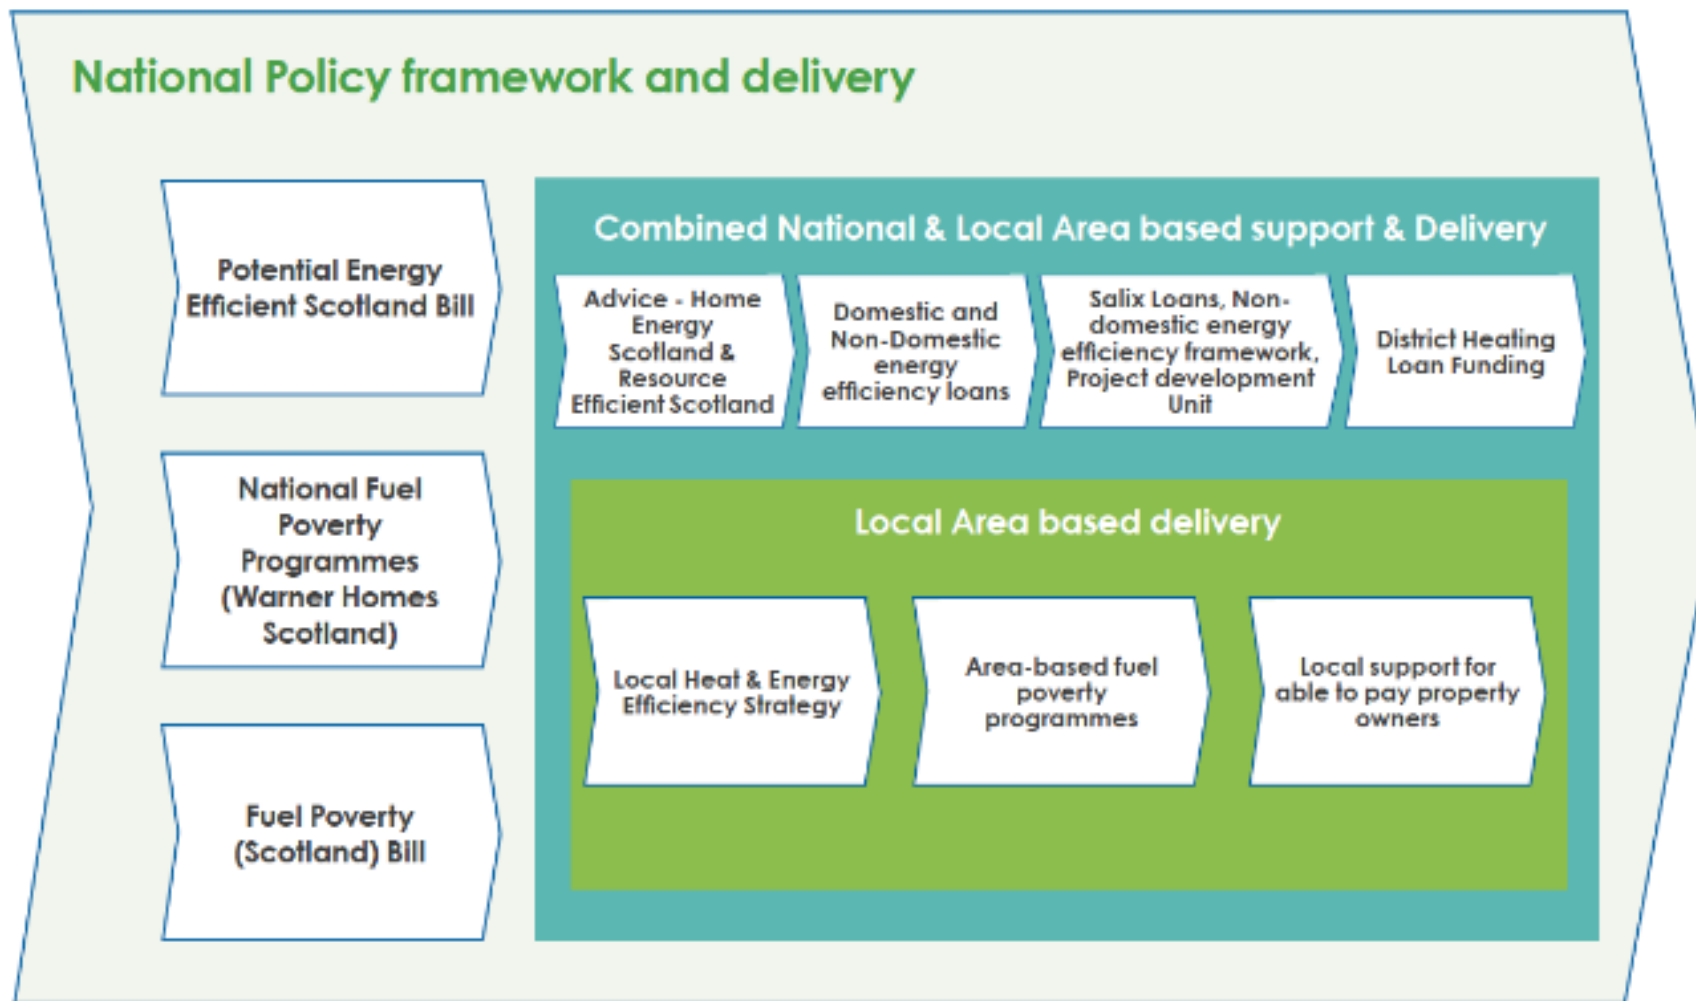 National Policy framework and delivery
Potential Energy
Efficient Scotland Bill
National Fuel
Poverty
Programmes
(Warner Homes
Scotland)
Fuel Poverty
(Scotland) Bill
Combined National & Local Area based support & Delivery
Advice - Home
Energy
Scotland &
Resource
Efficient Scotland
Domestic and
Non-Domestic
energy
efficiency loans
Salix Loans, Non-
domestic energy
efficiency framework,
Project development
Unit
District Heating
Loan Funding
Local Area based delivery
Local Heat & Energy
Efficiency Strategy
Area-based fuel
poverty
programmes
Local support for
able to pay property
owners